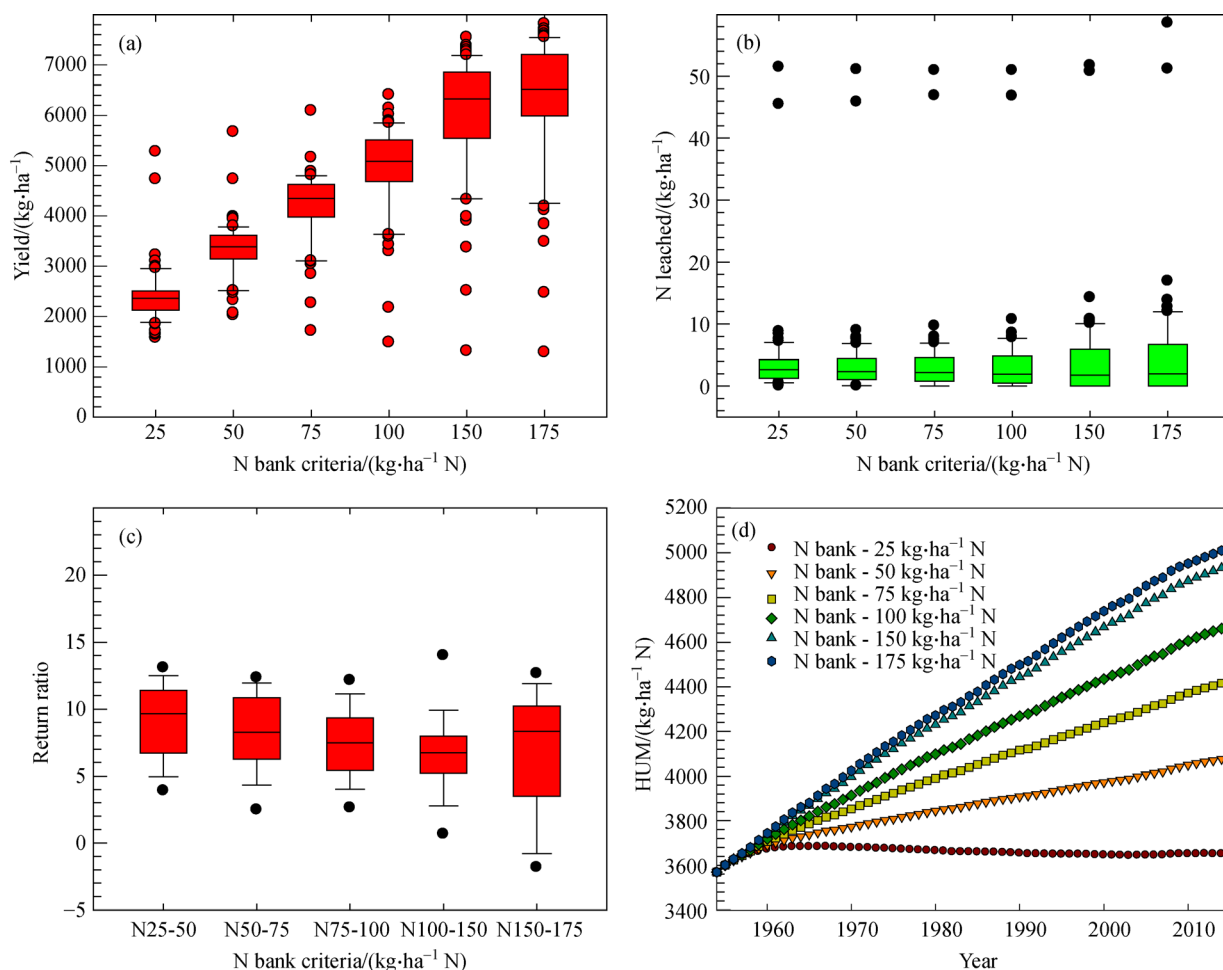 (a)
Yield/(kg·ha⁻¹)
7000
6000
5000
4000
3000
2000
1000
0
25 50 75 100 150 175
N bank criteria/(kg·ha⁻¹ N)
(b)
N leached/(kg·ha⁻¹)
50
40
30
20
10
0
25 50 75 100 150 175
N bank criteria/(kg·ha⁻¹ N)
(c)
Return ratio
20
15
10
5
0
−5
N25-50 N50-75 N75-100 N100-150 N150-175
N bank criteria/(kg·ha⁻¹ N)
(d)
HUM/(kg·ha⁻¹ N)
5200
5000
4800
4600
4400
4200
4000
3800
3600
3400
N bank - 25 kg·ha⁻¹ N
N bank - 50 kg·ha⁻¹ N
N bank - 75 kg·ha⁻¹ N
N bank - 100 kg·ha⁻¹ N
N bank - 150 kg·ha⁻¹ N
N bank - 175 kg·ha⁻¹ N
1960 1970 1980 1990 2000 2010
Year